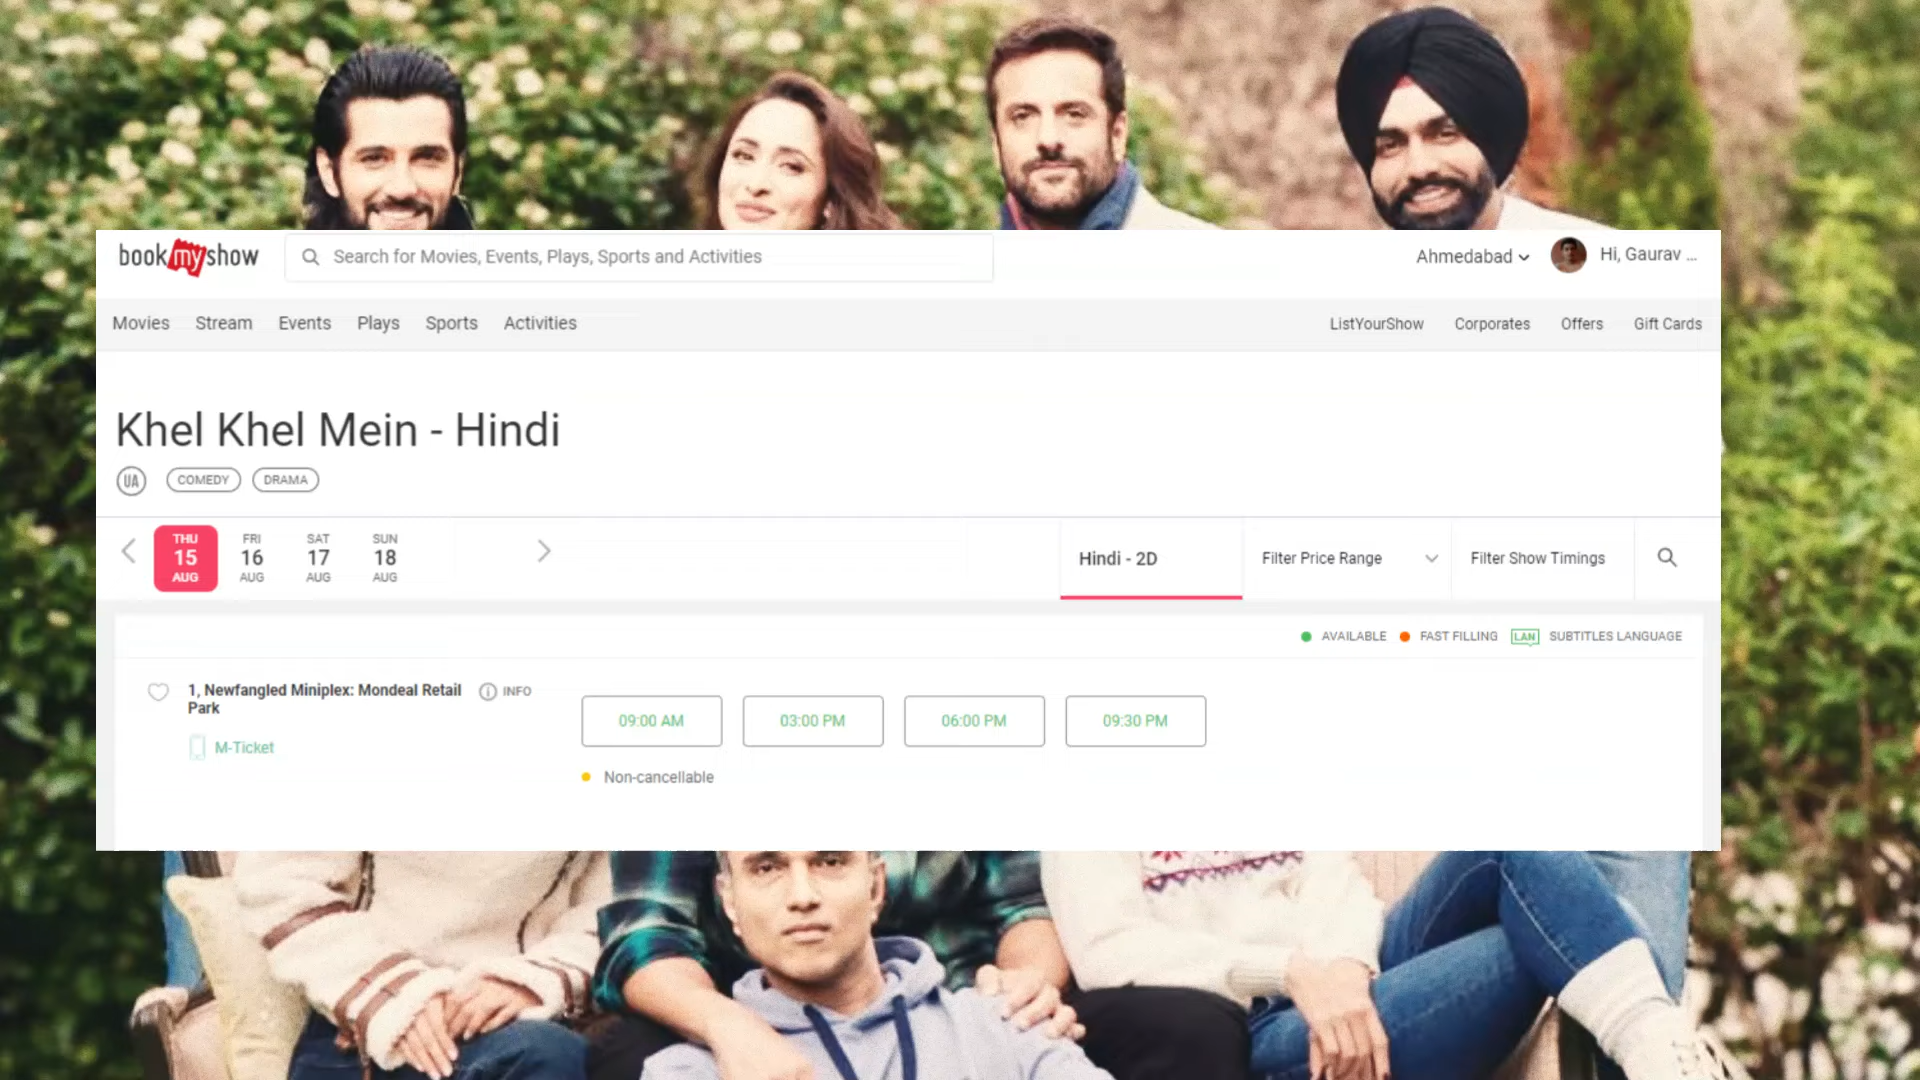 bookmyshow
Search for Movies, Events, Plays, Sports and Activities
Ahmedabad
Hi, Gaurav ...
Movies Stream Events Plays Sports Activities
ListYourShow Corporates Offers Gift Cards
Khel Khel Mein - Hindi
UA COMEDY DRAMA
THU FRI SAT SUN
15 16 17 18
AUG AUG AUG AUG
Hindi - 2D
Filter Price Range
Filter Show Timings
AVAILABLE FAST FILLING LAN SUBTITLES LANGUAGE
1, Newfangled Miniplex: Mondeal Retail
Park
INFO
M-Ticket
09:00 AM 03:00 PM 06:00 PM 09:30 PM
Non-cancellable